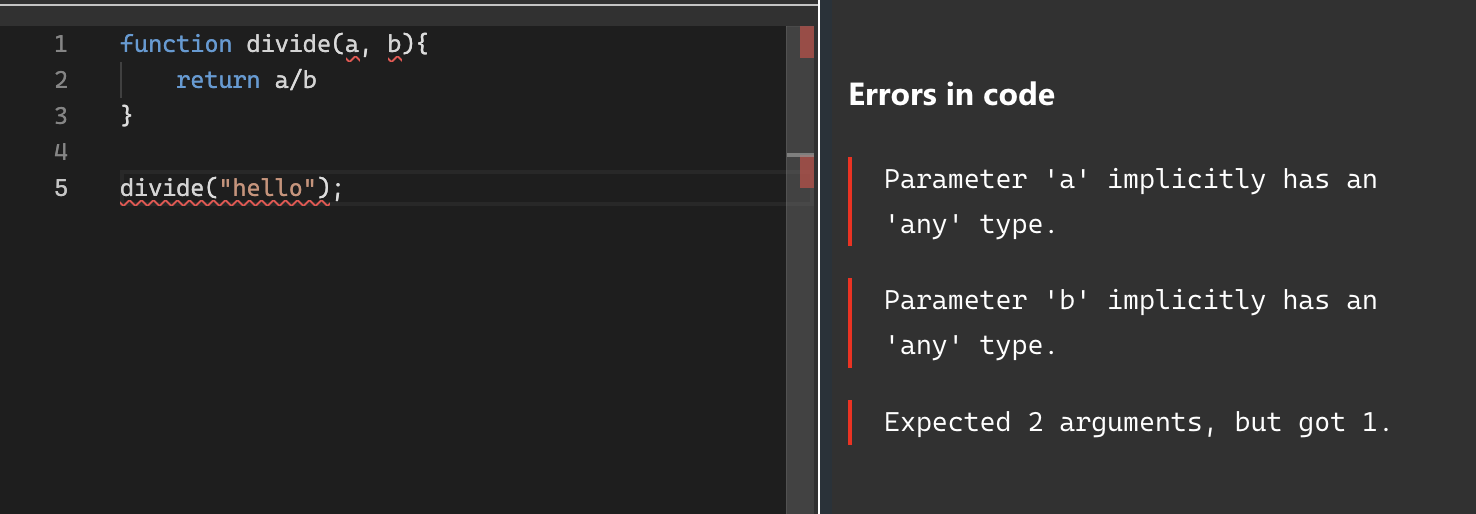 1 function divide(a, b){
2     return a/b
3 }
4
5 divide("hello");
Errors in code
Parameter 'a' implicitly has an
'any' type.
Parameter 'b' implicitly has an
'any' type.
Expected 2 arguments, but got 1.